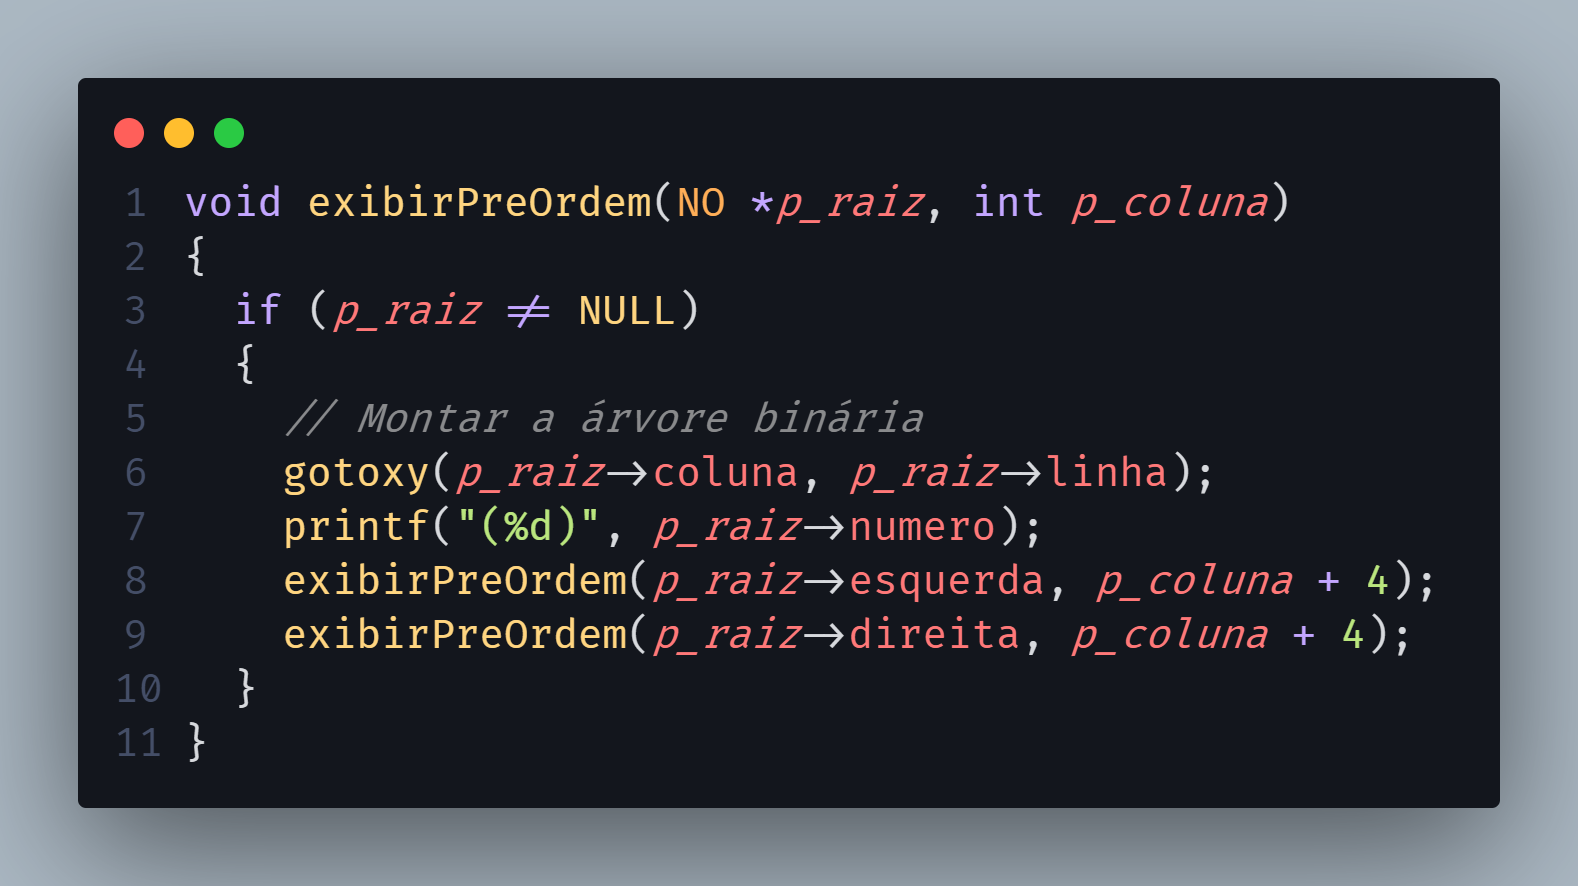 1 void exibirPreOrdem(NO *p_raiz, int p_coluna)
2 {
3   if (p_raiz != NULL)
4   {
5     // Montar a árvore binária
6     gotoxy(p_raiz->coluna, p_raiz->linha);
7     printf("(%d)", p_raiz->numero);
8     exibirPreOrdem(p_raiz->esquerda, p_coluna + 4);
9     exibirPreOrdem(p_raiz->direita, p_coluna + 4);
10   }
11 }